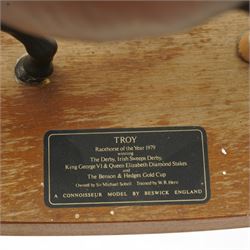 TROY
Racehorse of the Year 1979
winning
The Derby, Irish Sweeps Derby,
King George VI & Queen Elizabeth Diamond Stakes
and
The Benson & Hedges Gold Cup
Owned by Sir Michael Sobell Trained by W.R. Hern
A CONNOISSEUR MODEL BY BESWICK ENGLAND